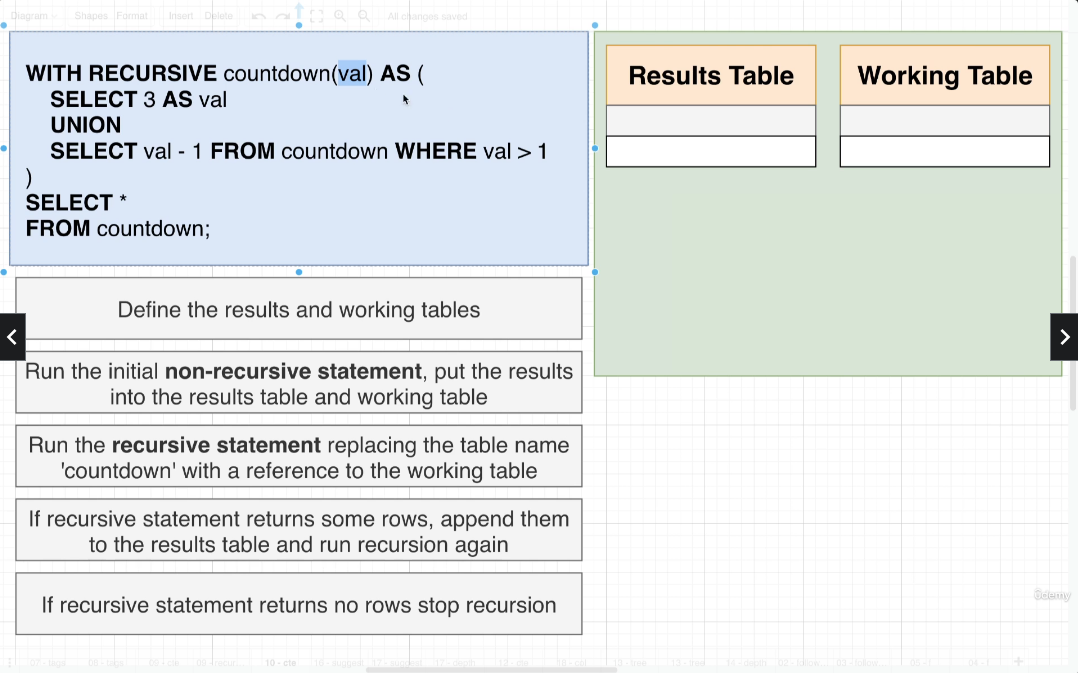 Diagram
Shapes
Format
Insert
Delete
All changes saved
WITH RECURSIVE countdown(val) AS (
SELECT 3 AS val
UNION
SELECT val - 1 FROM countdown WHERE val > 1
)
SELECT *
FROM countdown;
Results Table
Working Table
Define the results and working tables
Run the initial non-recursive statement, put the results
into the results table and working table
Run the recursive statement replacing the table name
'countdown' with a reference to the working table
If recursive statement returns some rows, append them
to the results table and run recursion again
If recursive statement returns no rows stop recursion
Udemy
10 - cte